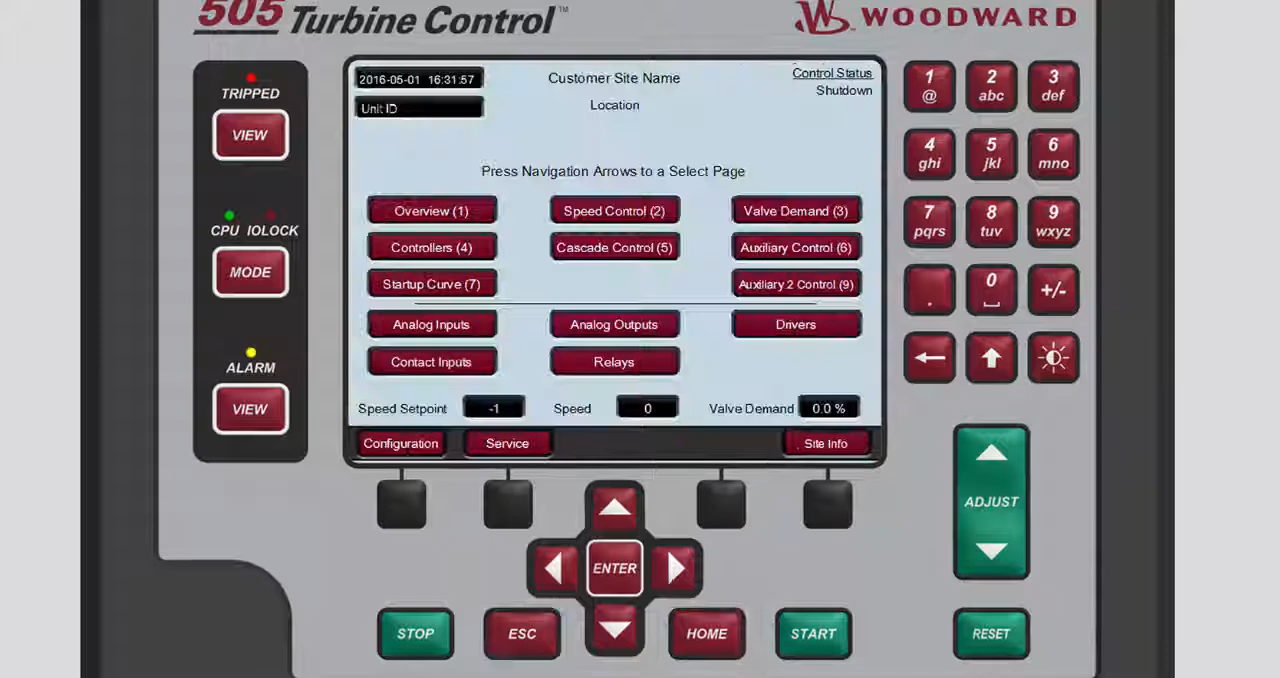 505 Turbine Control™
WOODWARD
TRIPPED
VIEW
CPU IOLOCK
MODE
ALARM
VIEW
2016-05-01 16:31:57
Customer Site Name
Control Status
Unit ID
Location
Shutdown
Press Navigation Arrows to a Select Page
Overview (1)
Speed Control (2)
Valve Demand (3)
Controllers (4)
Cascade Control (5)
Auxiliary Control (6)
Startup Curve (7)
Auxiliary 2 Control (9)
Analog Inputs
Analog Outputs
Drivers
Contact Inputs
Relays
Speed Setpoint -1 Speed 0 Valve Demand 0.0 %
Configuration
Service
Site Info
1 2 3
@ abc def
4 5 6
ghi jkl mno
7 8 9
pqrs tuv wxyz
. 0 +/-
ADJUST
ENTER
STOP
ESC
HOME
START
RESET